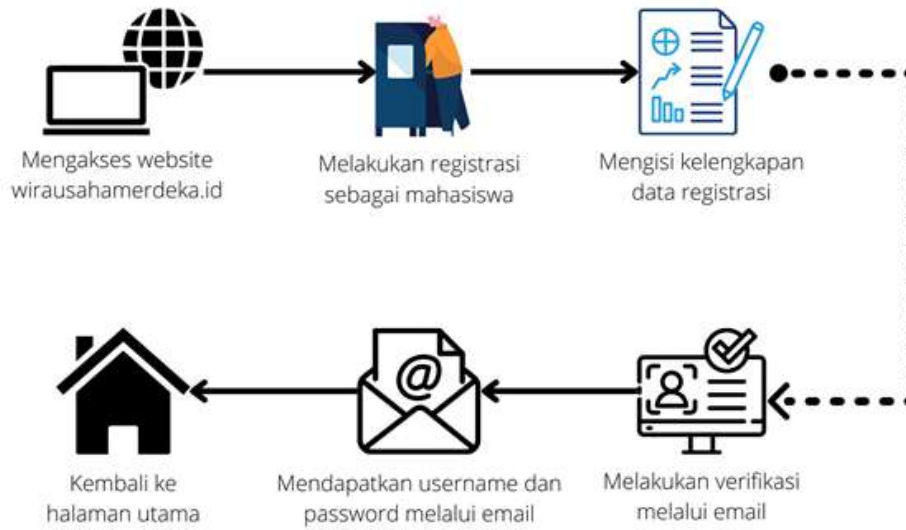 Mengakses website
wirausahamerdeka.id
Melakukan registrasi
sebagai mahasiswa
Mengisi kelengkapan
data registrasi
Melakukan verifikasi
melalui email
@
Mendapatkan username dan
password melalui email
Kembali ke
halaman utama